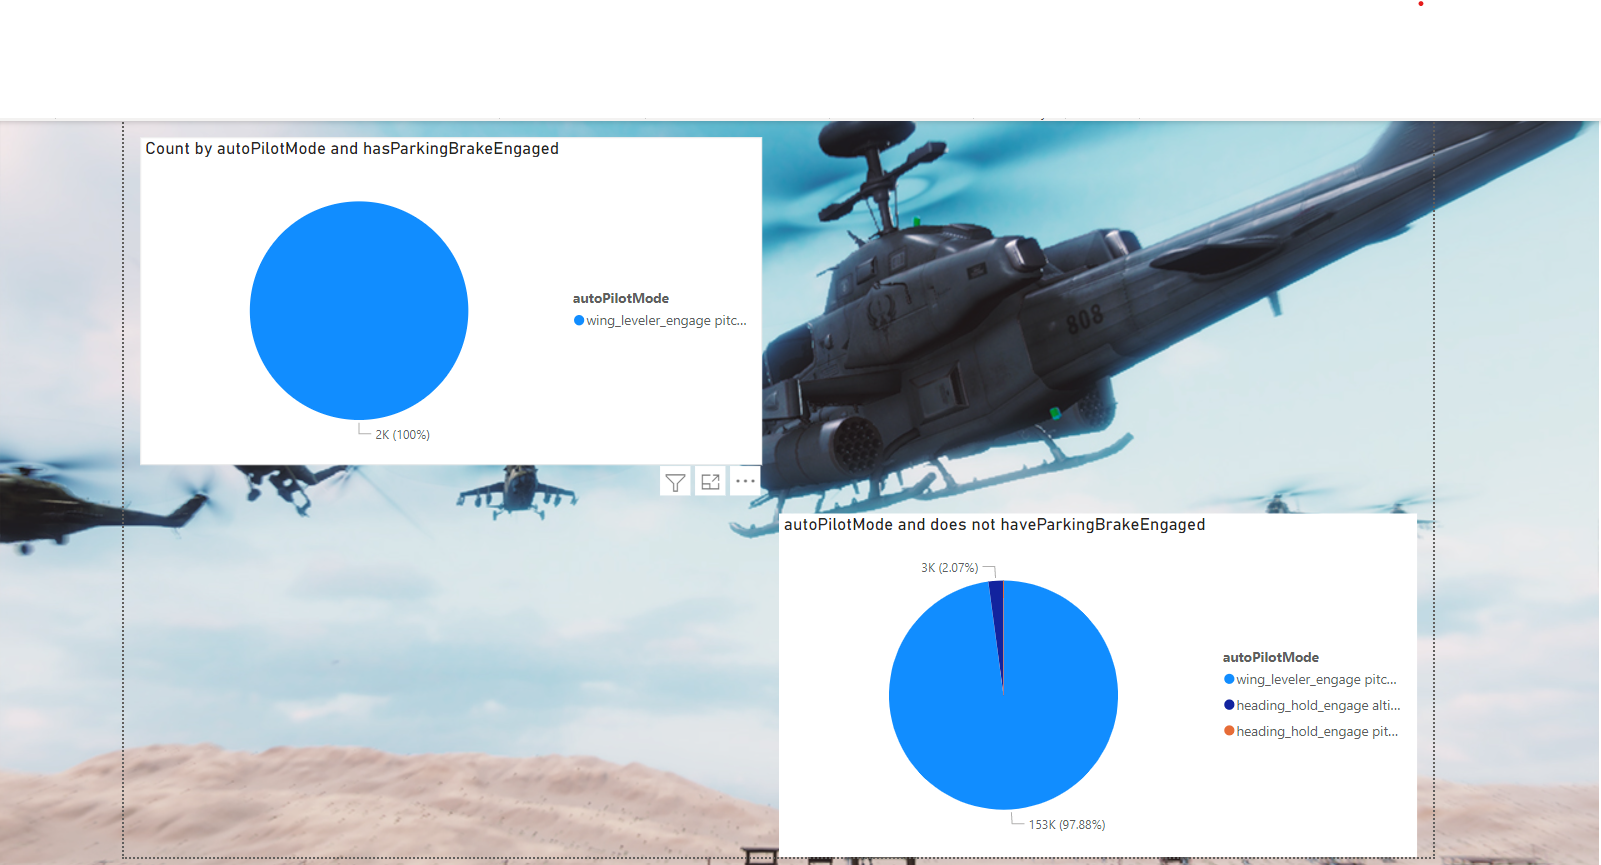 Count by autoPilotMode and hasParkingBrakeEngaged
autoPilotMode
wing_leveler_engage pitc...
2K (100%)
808
autoPilotMode and does not haveParkingBrakeEngaged
3K (2.07%)
autoPilotMode
wing_leveler_engage pitc...
heading_hold_engage alti...
heading_hold_engage pit...
153K (97.88%)